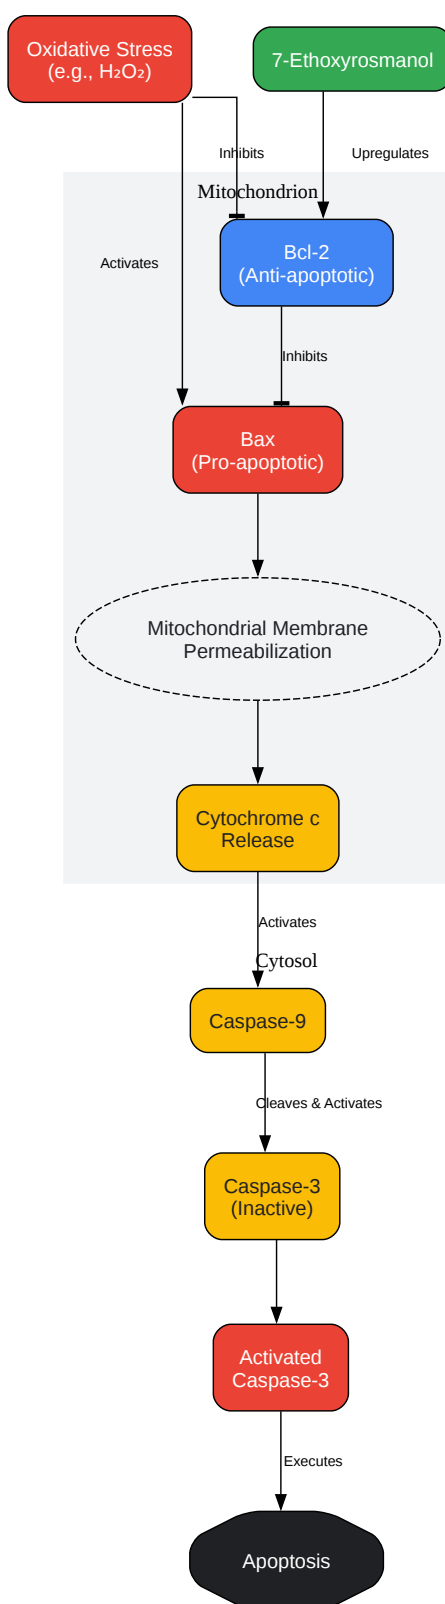 Oxidative Stress
(e.g., H₂O₂)
7-Ethoxyrosmanol
Inhibits
Upregulates
Mitochondrion
Bcl-2
(Anti-apoptotic)
Activates
Inhibits
Bax
(Pro-apoptotic)
Mitochondrial Membrane
Permeabilization
Cytochrome c
Release
Activates
Cytosol
Caspase-9
Cleaves & Activates
Caspase-3
(Inactive)
Activated
Caspase-3
Executes
Apoptosis